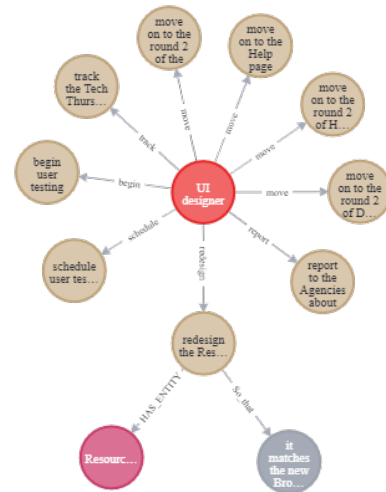 move
on to the
round 2
of the
move
on to the
Help
page
track
the Tech
Thurs...
move
on to the
round 2
of H...
begin
user
testing
move
on to the
round 2
of D...
schedule
user tes...
report
to the
Agencies
about
UI
designer
move
move
track
move
begin
move
schedule
report
redesign
redesign
the Res...
HAS_ENTITY
So_that
Resourc...
it
matches
the new
Bro...